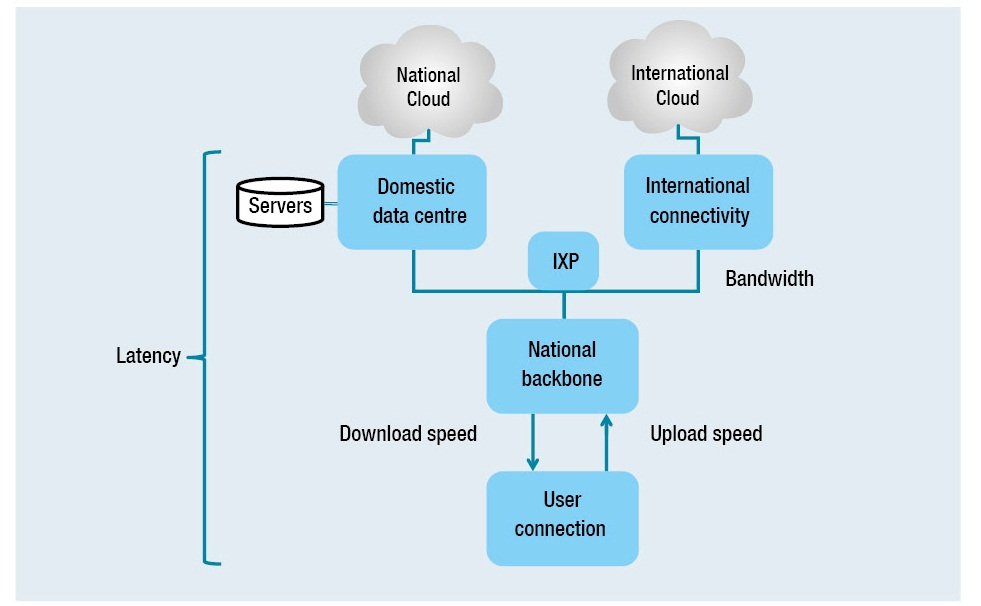 National
Cloud
International
Cloud
Servers
Domestic
data centre
International
connectivity
IXP
Bandwidth
Latency
National
backbone
Download speed
Upload speed
User
connection